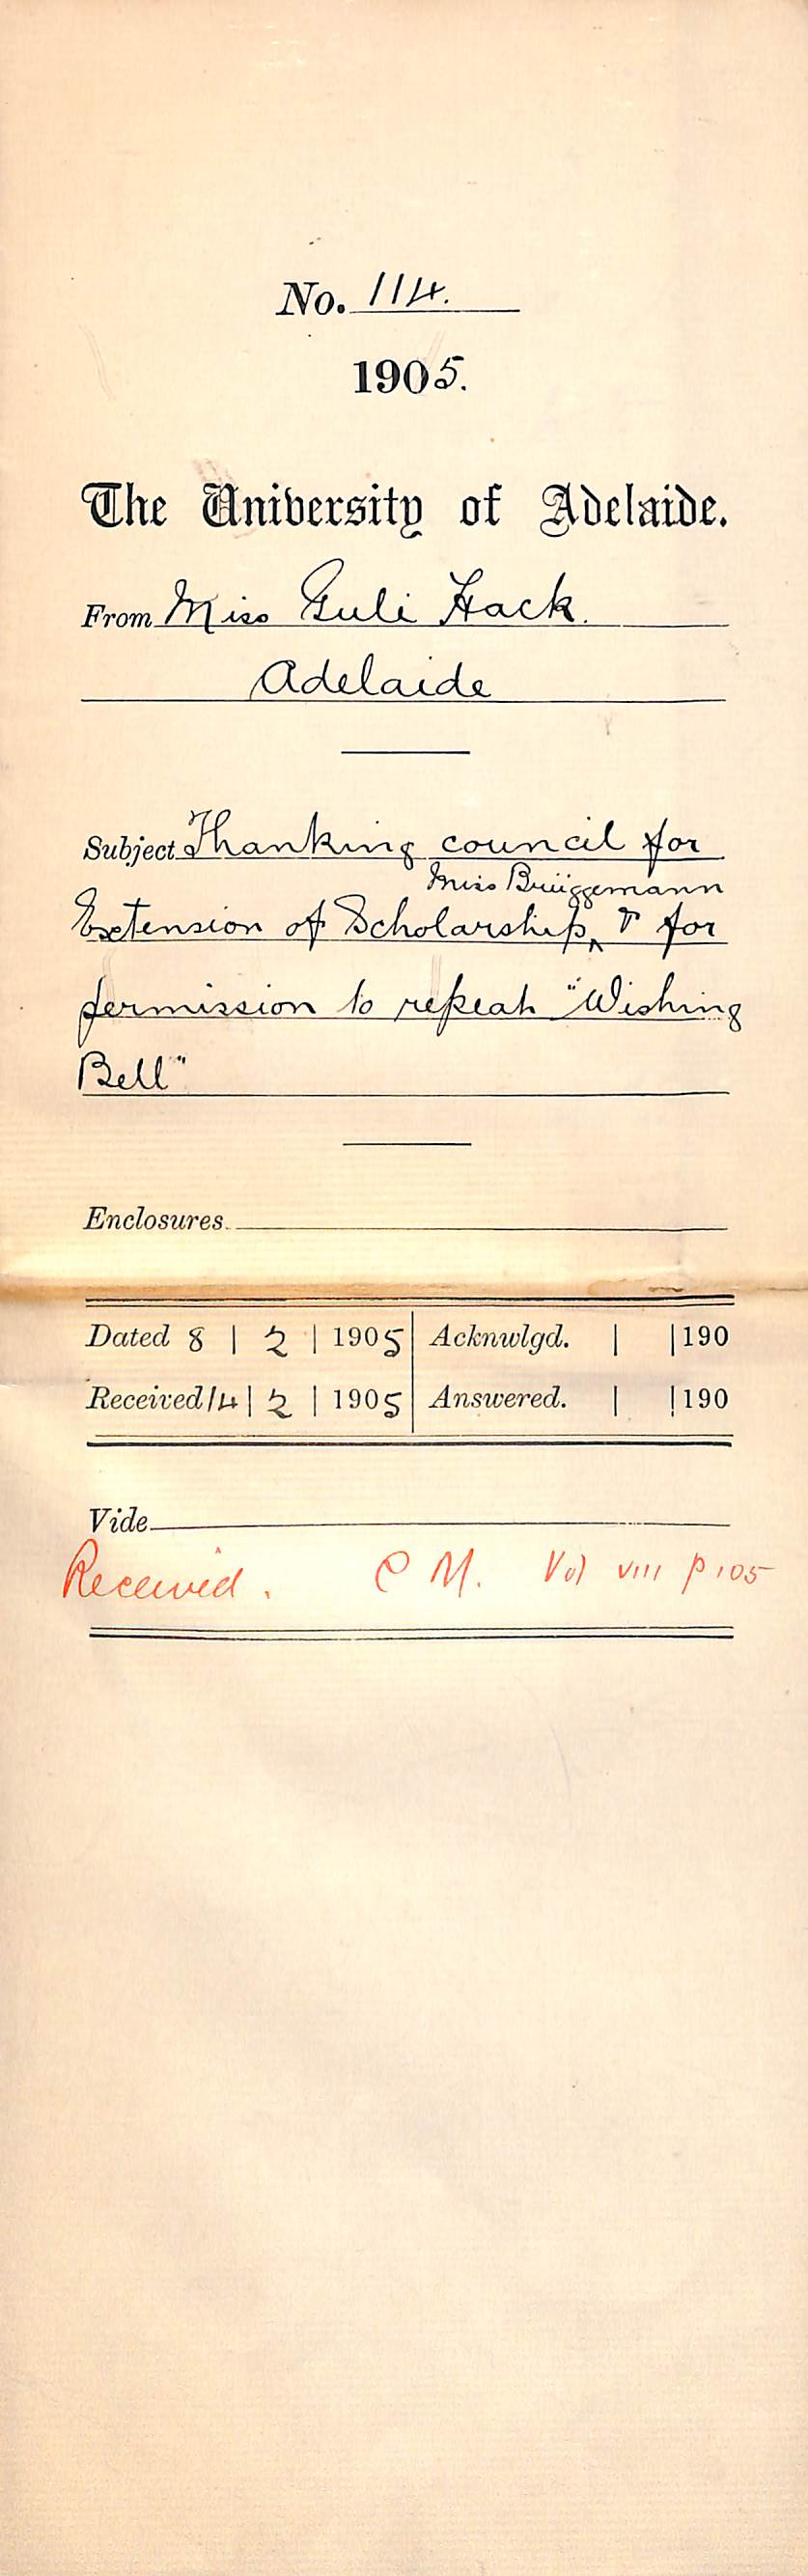 No. 114.
1905.
The University of Adelaide.
From Miss Guli Hack.
Adelaide
Subject Thanking council for
Miss Brüggemann
Extension of Scholarship, & for
permission to repeat "Wishing
Bell"
Enclosures
Dated 8 | 2 | 1905 Acknwlgd. | |190
Received 14 | 2 | 1905 Answered. | |190
Vide
Received. C M. Vol VIII p 105